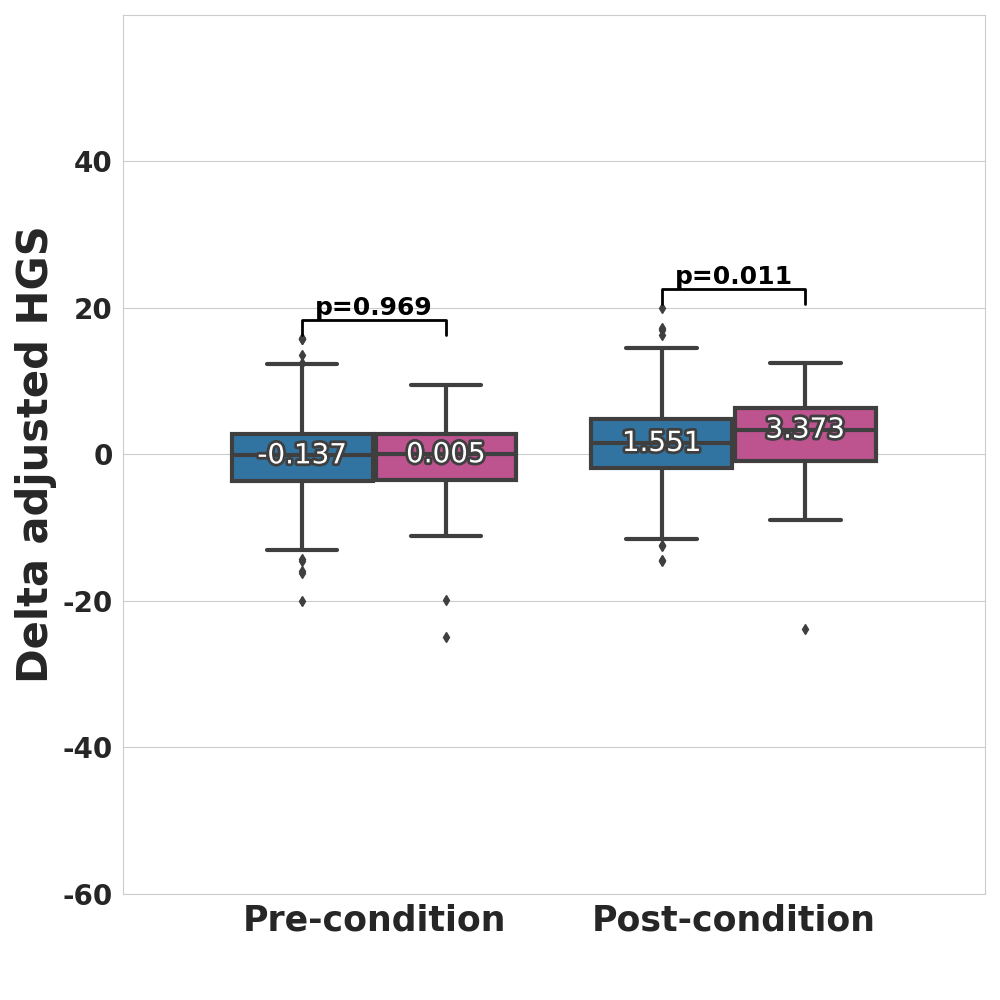 Delta adjusted HGS
40
20
0
-20
-40
-60
p=0.969
p=0.011
-0.137
0.005
1.551
3.373
Pre-condition
Post-condition